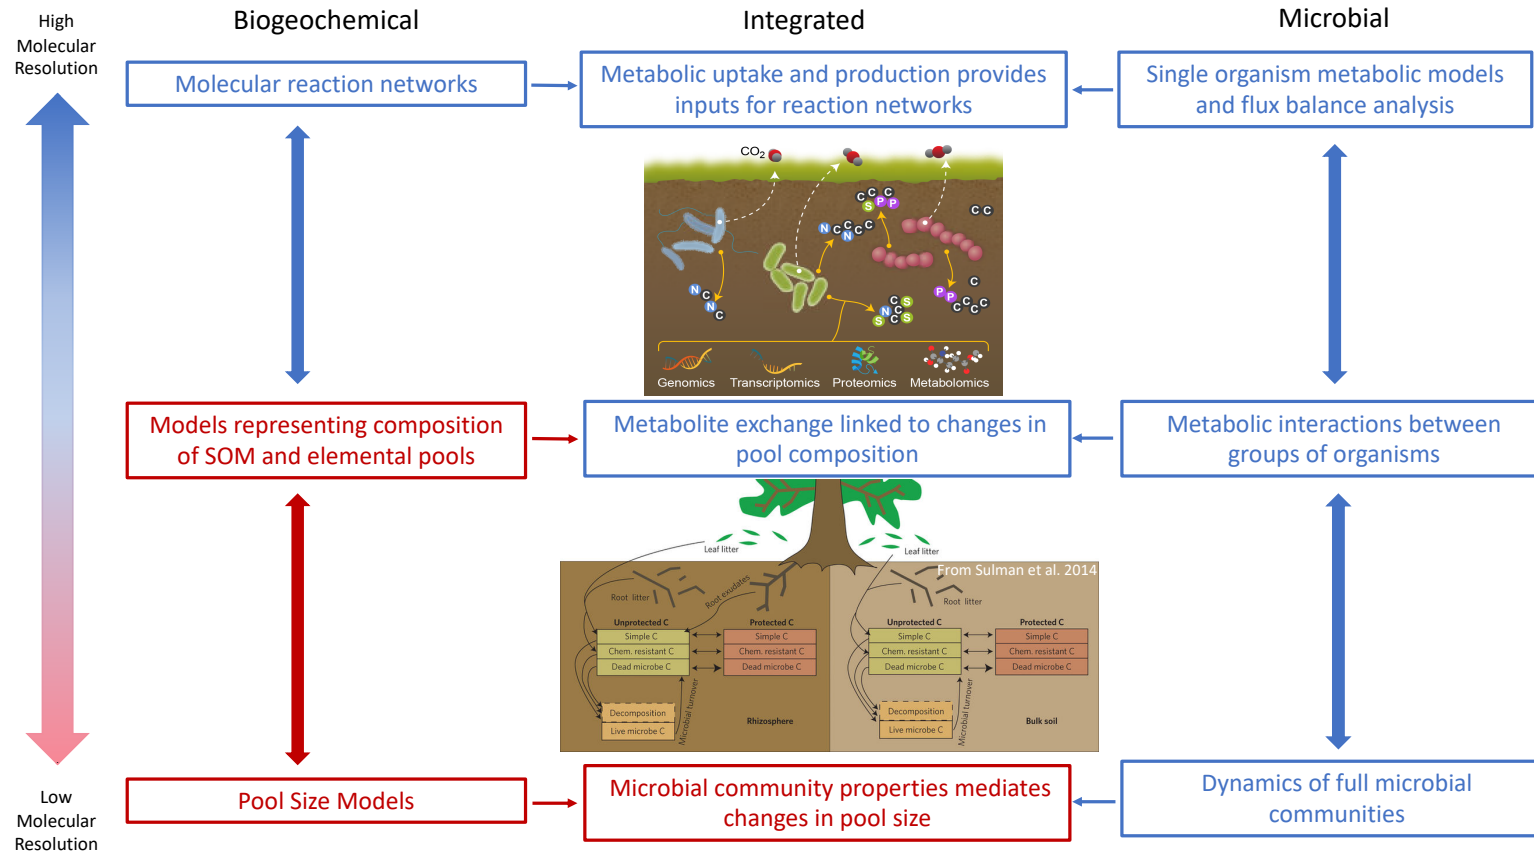 High
Molecular
Resolution
Biogeochemical
Integrated
Microbial
Molecular reaction networks
Metabolic uptake and production provides
inputs for reaction networks
Single organism metabolic models
and flux balance analysis
CO2
C C C
S P P
C C
N C C C C
N
N C N C
C
P P C C C C
C S
N C
S C S
Genomics
Transcriptomics
Proteomics
Metabolomics
Models representing composition
of SOM and elemental pools
Metabolite exchange linked to changes in
pool composition
Metabolic interactions between
groups of organisms
Leaf litter
Leaf litter
From Sulman et al. 2014
Root litter
Root exudates
Root litter
Unprotected C
Protected C
Unprotected C
Protected C
Simple C
Simple C
Simple C
Simple C
Chem. resistant C
Chem. resistant C
Chem. resistant C
Chem. resistant C
Dead microbe C
Dead microbe C
Dead microbe C
Dead microbe C
Microbial turnover
Microbial turnover
Decomposition
Live microbe C
Rhizosphere
Decomposition
Live microbe C
Bulk soil
Low
Molecular
Resolution
Pool Size Models
Microbial community properties mediates
changes in pool size
Dynamics of full microbial
communities